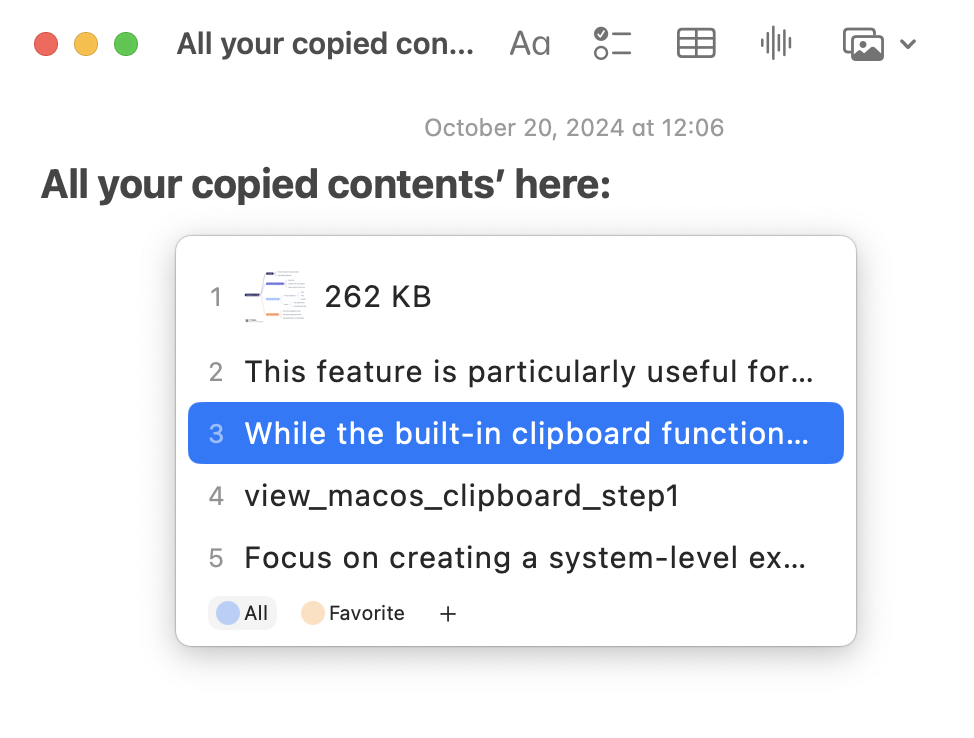 All your copied con...
Aa
October 20, 2024 at 12:06
All your copied contents’ here:
1 262 KB
2 This feature is particularly useful for...
3 While the built-in clipboard function...
4 view_macos_clipboard_step1
5 Focus on creating a system-level ex...
All Favorite +